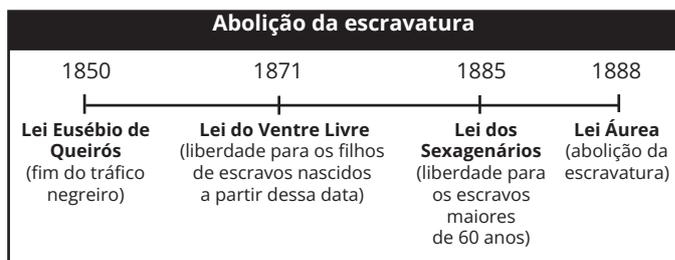 Abolição da escravatura
1850
1871
1885
1888
Lei Eusébio de
Queirós
(fim do tráfico
negreiro)
Lei do Ventre Livre
(liberdade para os filhos
de escravos nascidos
a partir dessa data)
Lei dos
Sexagenários
(liberdade para
os escravos
maiores
de 60 anos)
Lei Áurea
(abolição da
escravatura)